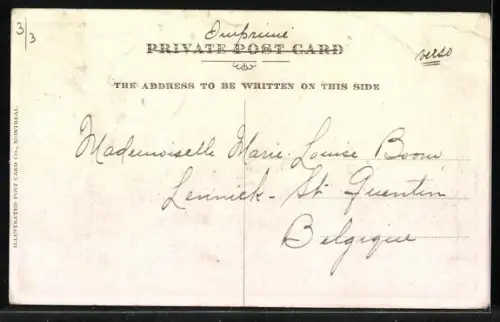 3/3
Imprimé
PRIVATE POST CARD
verso
THE ADDRESS TO BE WRITTEN ON THIS SIDE
Mademoiselle Marie-Louise Boom,
Lennick-St Quentin
Belgique
ILLUSTRATED POST CARD CO., MONTREAL.